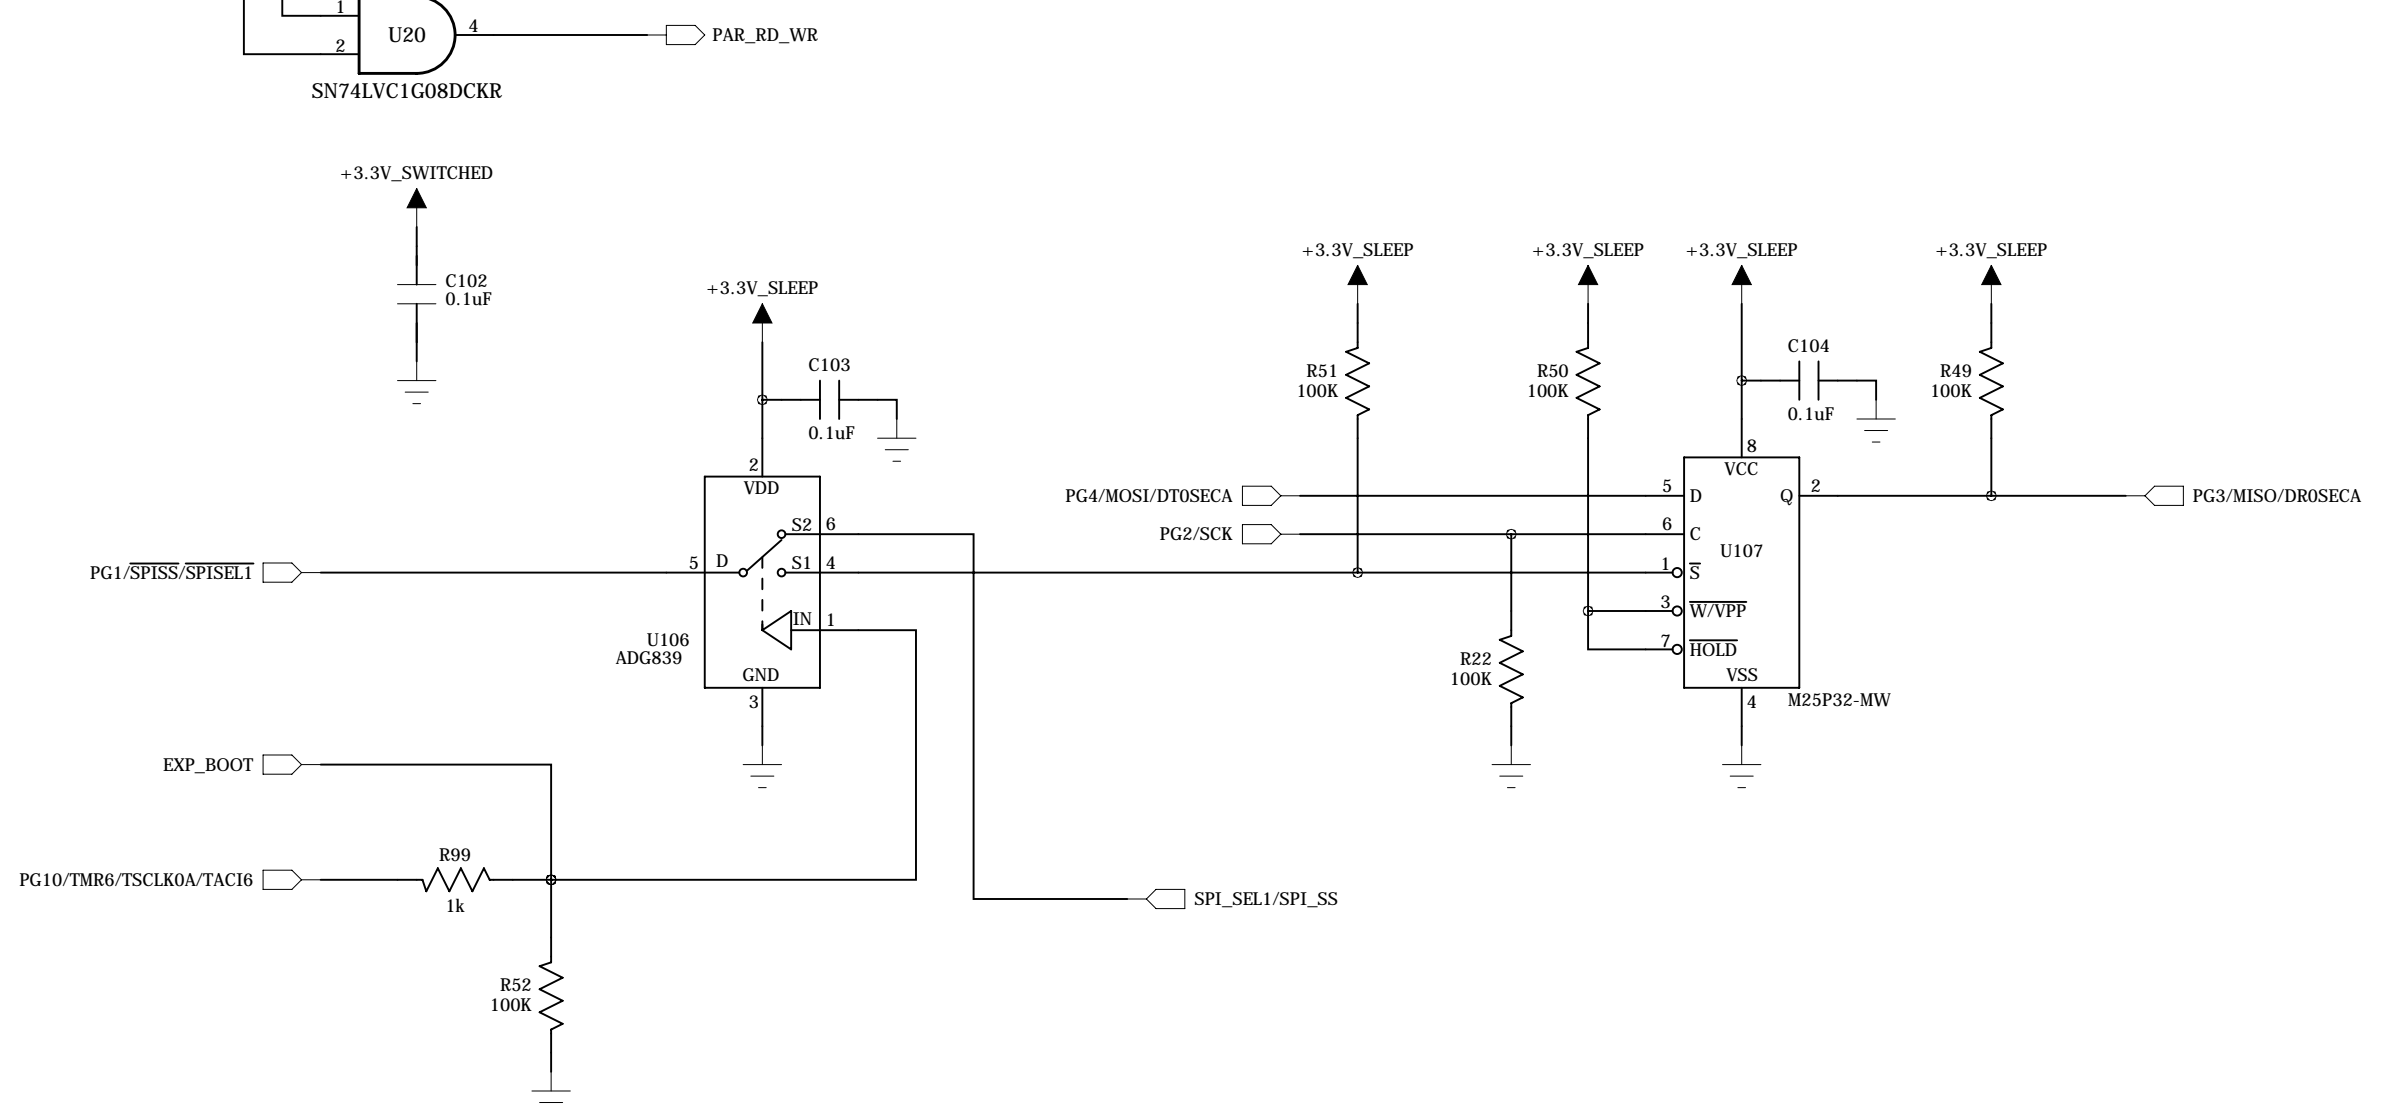 1
U20
4
PAR_RD_WR
2
SN74LVC1G08DCKR
+3.3V_SWITCHED
C102
0.1uF
+3.3V_SLEEP
C103
0.1uF
2
VDD
S2 6
PG1/SPISS/SPISEL1
5 D
S1 4
IN 1
U106
ADG839
GND
3
+3.3V_SLEEP
+3.3V_SLEEP
+3.3V_SLEEP
+3.3V_SLEEP
R51
100K
R50
100K
C104
0.1uF
R49
100K
8
VCC
PG4/MOSI/DT0SECA
5 D
Q 2
PG3/MISO/DR0SECA
PG2/SCK
6 C
U107
1 S
3 W/VPP
7 HOLD
R22
100K
VSS
4
M25P32-MW
EXP_BOOT
R99
PG10/TMR6/TSCLK0A/TACI6
1k
SPI_SEL1/SPI_SS
R52
100K